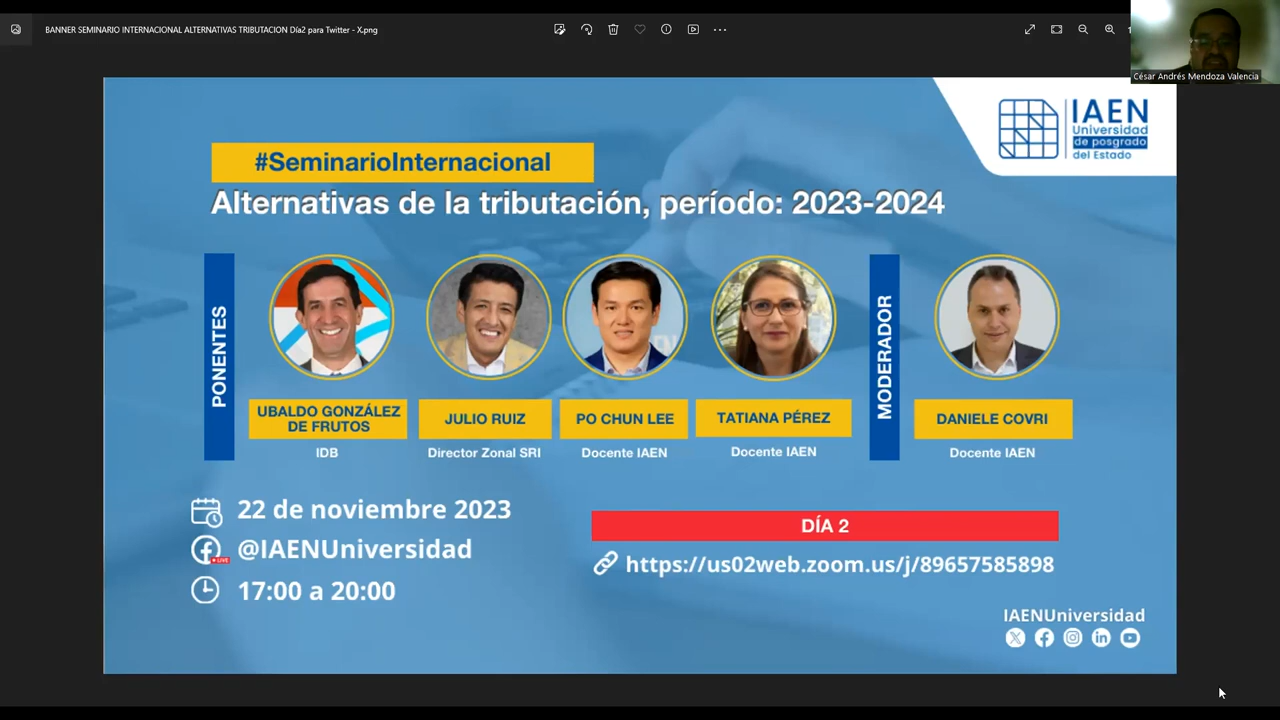 BANNER SEMINARIO INTERNACIONAL ALTERNATIVAS TRIBUTACION Día2 para Twitter - X.png
César Andrés Mendoza Valencia
IAEN
Universidad
de posgrado
del Estado
#SeminarioInternacional
Alternativas de la tributación, período: 2023-2024
PONENTES
UBALDO GONZÁLEZ
DE FRUTOS
IDB
JULIO RUIZ
Director Zonal SRI
PO CHUN LEE
Docente IAEN
TATIANA PÉREZ
Docente IAEN
MODERADOR
DANIELE COVRI
Docente IAEN
22 de noviembre 2023
LIVE
@IAENUniversidad
17:00 a 20:00
DÍA 2
https://us02web.zoom.us/j/89657585898
IAENUniversidad